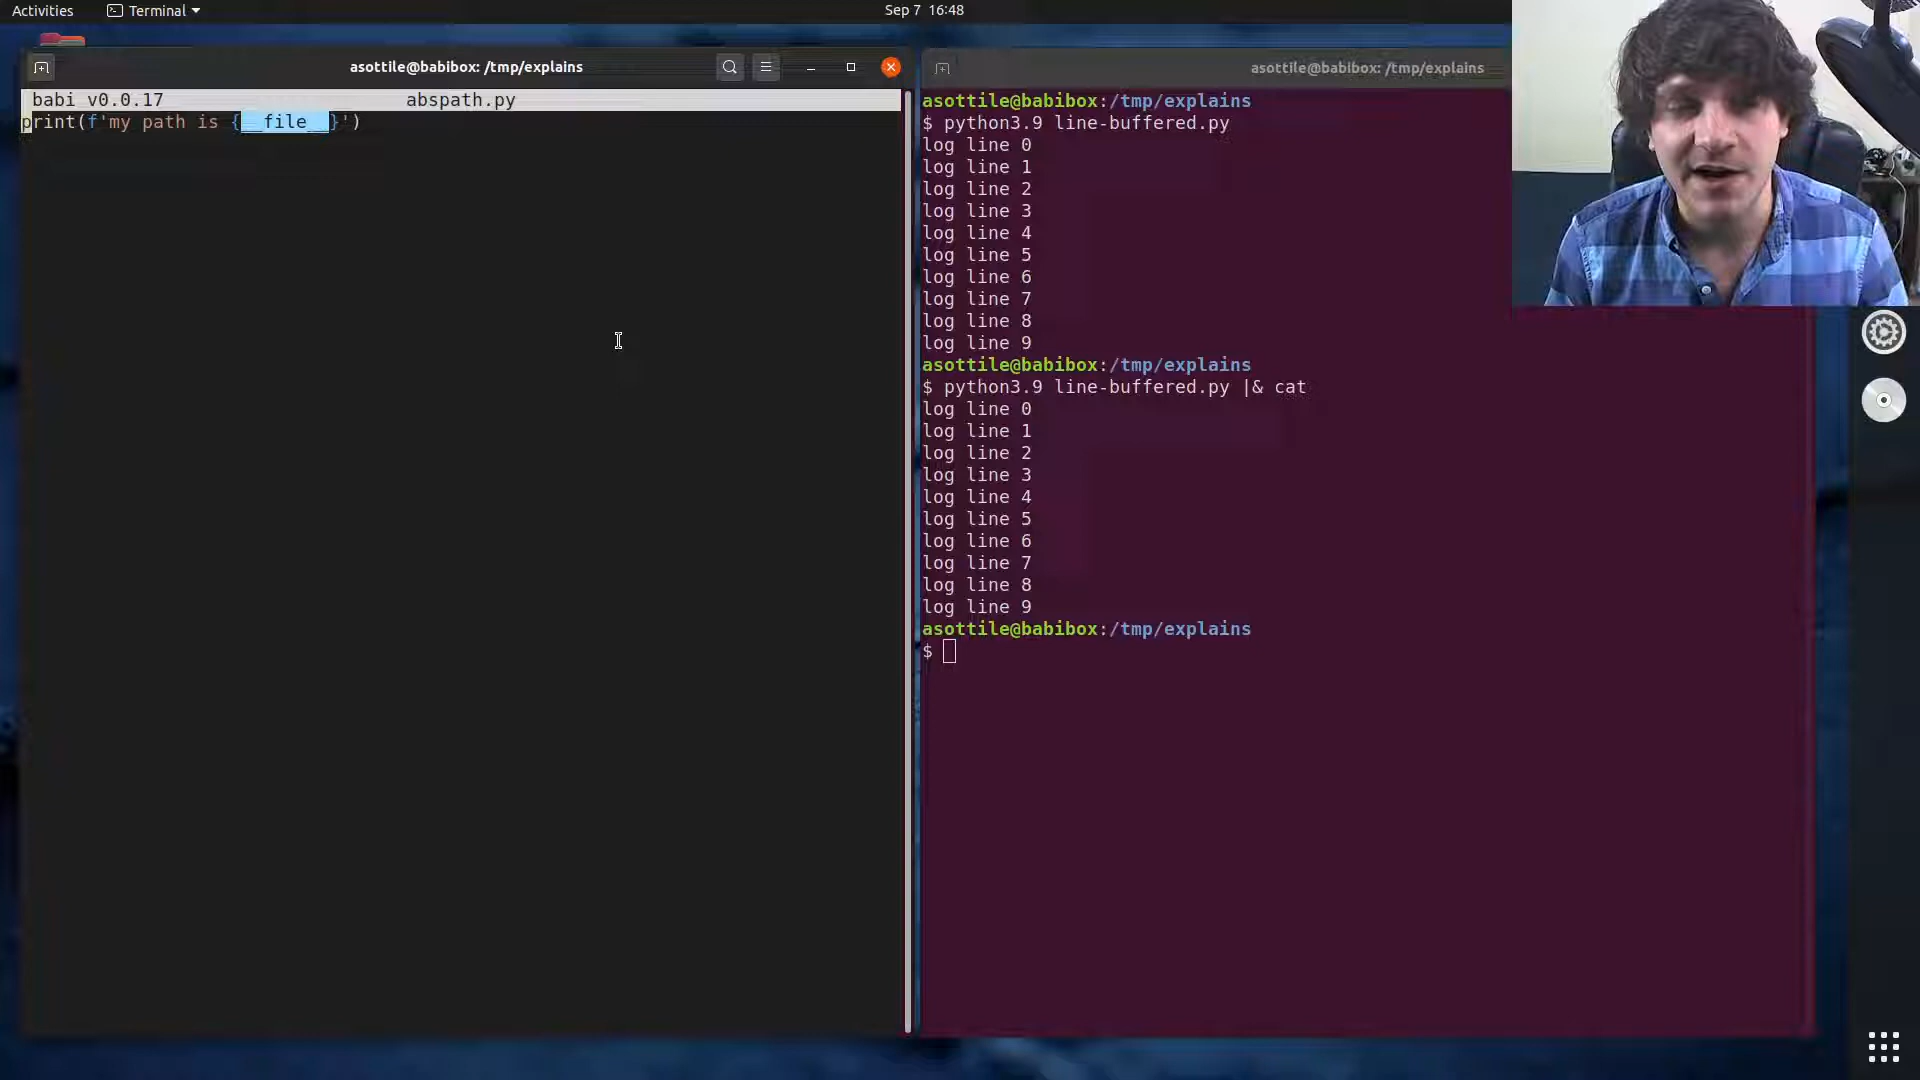 Activities
Terminal
Sep 7 16:48
asottile@babibox: /tmp/explains
babi v0.0.17 abspath.py
print(f'my path is {__file__}')
asottile@babibox: /tmp/explains
asottile@babibox:/tmp/explains
$ python3.9 line-buffered.py
log line 0
log line 1
log line 2
log line 3
log line 4
log line 5
log line 6
log line 7
log line 8
log line 9
asottile@babibox:/tmp/explains
$ python3.9 line-buffered.py |& cat
log line 0
log line 1
log line 2
log line 3
log line 4
log line 5
log line 6
log line 7
log line 8
log line 9
asottile@babibox:/tmp/explains
$